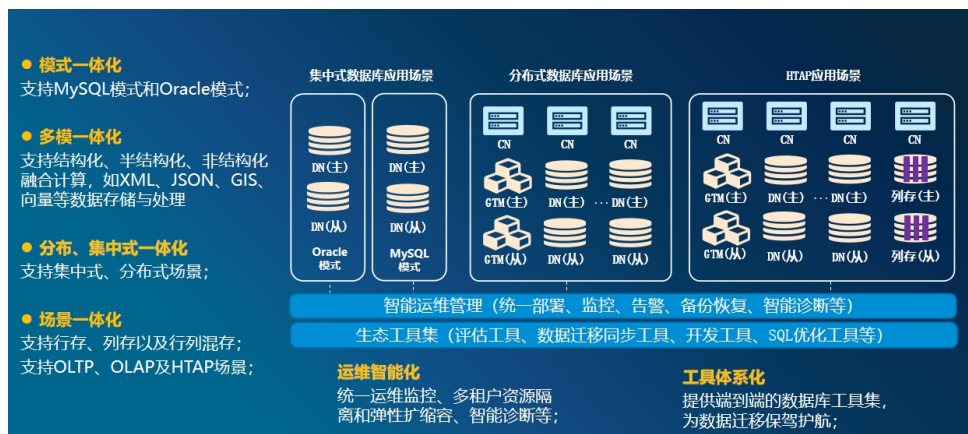 模式一体化
支持MySQL模式和Oracle模式；
多模一体化
支持结构化、半结构化、非结构化
融合计算，如XML、JSON、GIS、
向量等数据存储与处理
分布、集中式一体化
支持集中式、分布式场景；
场景一体化
支持行存、列存以及行列混存；
支持OLTP、OLAP及HTAP场景；
集中式数据库应用场景
DN(主)
DN(主)
DN(从)
DN(从)
Oracle
模式
MySQL
模式
分布式数据库应用场景
CN
CN
CN
GTM(主)
DN(主)
...
DN(主)
GTM(从)
DN(从)
DN(从)
HTAP应用场景
CN
CN
CN
CN
GTM(主)
DN(主)
...
DN(主)
列存(主)
GTM(从)
DN(从)
DN(从)
列存(从)
智能运维管理（统一部署、监控、告警、备份恢复、智能诊断等）
生态工具集（评估工具、数据迁移同步工具、开发工具、SQL优化工具等）
运维智能化
统一运维监控、多租户资源隔
离和弹性扩缩容、智能诊断等；
工具体系化
提供端到端的数据库工具集，
为数据迁移保驾护航；